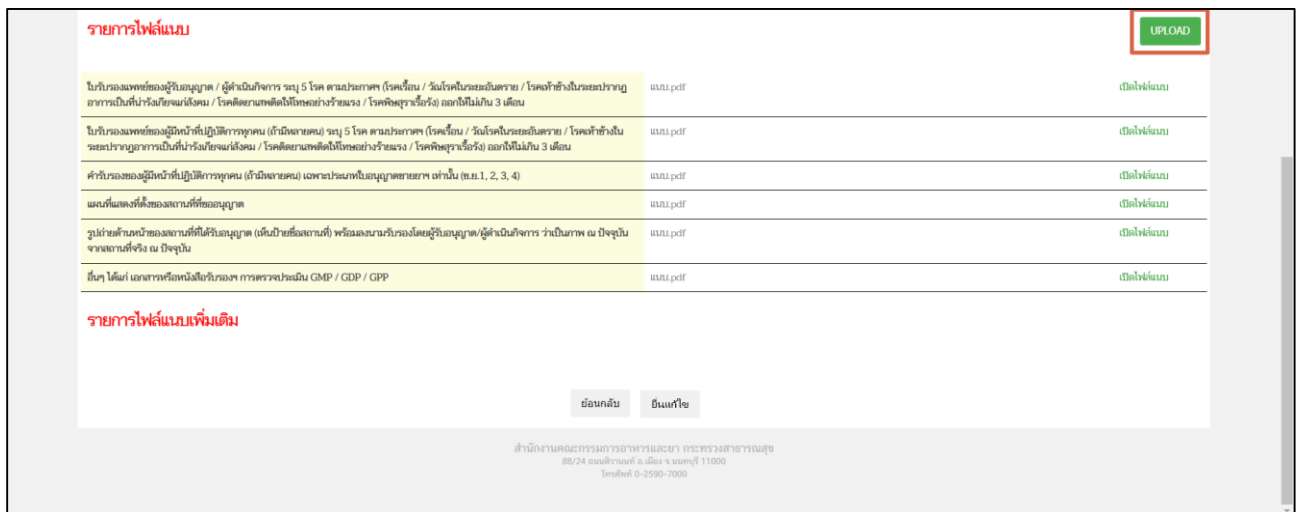 รายการไฟล์แนบ
UPLOAD
ใบรับรองแพทย์ของผู้รับอนุญาต / ผู้ดำเนินกิจการ ระบุ 5 โรค ตามประกาศฯ (โรคเรื้อน / วัณโรคในระยะอันตราย / โรคเท้าช้างในระยะปรากฏ
อาการเป็นที่น่ารังเกียจแก่สังคม / โรคติดยาเสพติดให้โทษอย่างร้ายแรง / โรคพิษสุราเรื้อรัง) ออกให้ไม่เกิน 3 เดือน
แนบ.pdf
เปิดไฟล์แนบ
ใบรับรองแพทย์ของผู้มีหน้าที่ปฏิบัติการทุกคน (ถ้ามีหลายคน) ระบุ 5 โรค ตามประกาศฯ (โรคเรื้อน / วัณโรคในระยะอันตราย / โรคเท้าช้างใน
ระยะปรากฏอาการเป็นที่น่ารังเกียจแก่สังคม / โรคติดยาเสพติดให้โทษอย่างร้ายแรง / โรคพิษสุราเรื้อรัง) ออกให้ไม่เกิน 3 เดือน
แนบ.pdf
เปิดไฟล์แนบ
คำรับรองของผู้มีหน้าที่ปฏิบัติการทุกคน (ถ้ามีหลายคน) เฉพาะประเภทใบอนุญาตขายยาฯ เท่านั้น (ข.ย.1, 2, 3, 4)
แนบ.pdf
เปิดไฟล์แนบ
แผนที่แสดงที่ตั้งของสถานที่ที่ขออนุญาต
แนบ.pdf
เปิดไฟล์แนบ
รูปถ่ายด้านหน้าของสถานที่ที่ได้รับอนุญาต (เห็นป้ายชื่อสถานที่) พร้อมลงนามรับรองโดยผู้รับอนุญาต/ผู้ดำเนินกิจการ ว่าเป็นภาพ ณ ปัจจุบัน
จากสถานที่จริง ณ ปัจจุบัน
แนบ.pdf
เปิดไฟล์แนบ
อื่นๆ ได้แก่ เอกสารหรือหนังสือรับรองฯ การตรวจประเมิน GMP / GDP / GPP
แนบ.pdf
เปิดไฟล์แนบ
รายการไฟล์แนบเพิ่มเติม
ย้อนกลับ
ยื่นแก้ไข
สำนักงานคณะกรรมการอาหารและยา กระทรวงสาธารณสุข
88/24 ถนนติวานนท์ อ.เมือง จ.นนทบุรี 11000
โทรศัพท์ 0-2590-7000